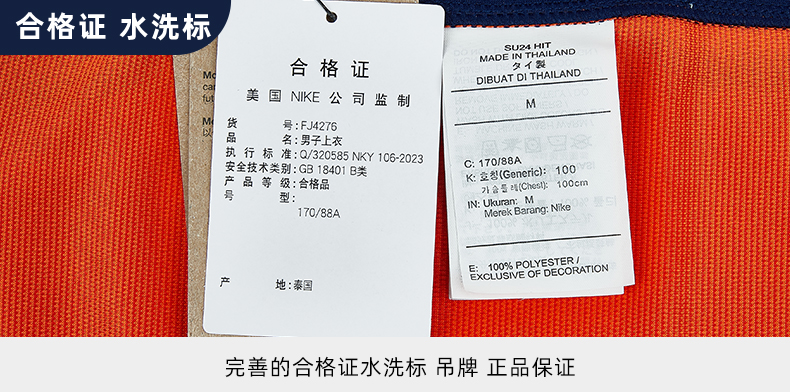 合格证 水洗标
合格证
美国 NIKE 公司监制
货 号:FJ4276
品 名:男子上衣
执行标准:Q/320585 NKY 106-2023
安全技术类别:GB 18401 B类
产品等级:合格品
号 型:
170/88A
产 地:泰国
SU24 HIT
MADE IN THAILAND
タイ製
DIBUAT DI THAILAND
M
C: 170/88A
K: 호칭(Generic): 100
가슴둘레(Chest): 100cm
IN: Ukuran: M
Merek Barang: Nike
E: 100% POLYESTER /
EXCLUSIVE OF DECORATION
完善的合格证水洗标 吊牌 正品保证